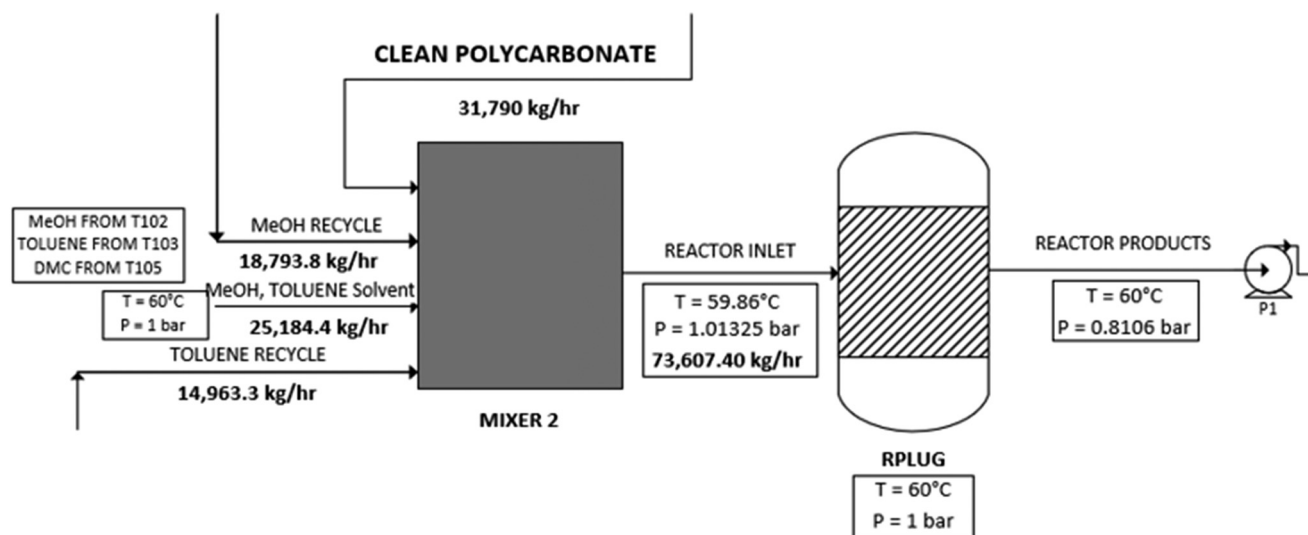 CLEAN POLYCARBONATE
31,790 kg/hr
MeOH FROM T102
TOLUENE FROM T103
DMC FROM T105
MeOH RECYCLE
18,793.8 kg/hr
T = 60°C
P = 1 bar
MeOH, TOLUENE Solvent
25,184.4 kg/hr
TOLUENE RECYCLE
14,963.3 kg/hr
MIXER 2
REACTOR INLET
T = 59.86°C
P = 1.01325 bar
73,607.40 kg/hr
RPLUG
T = 60°C
P = 1 bar
REACTOR PRODUCTS
T = 60°C
P = 0.8106 bar
P1